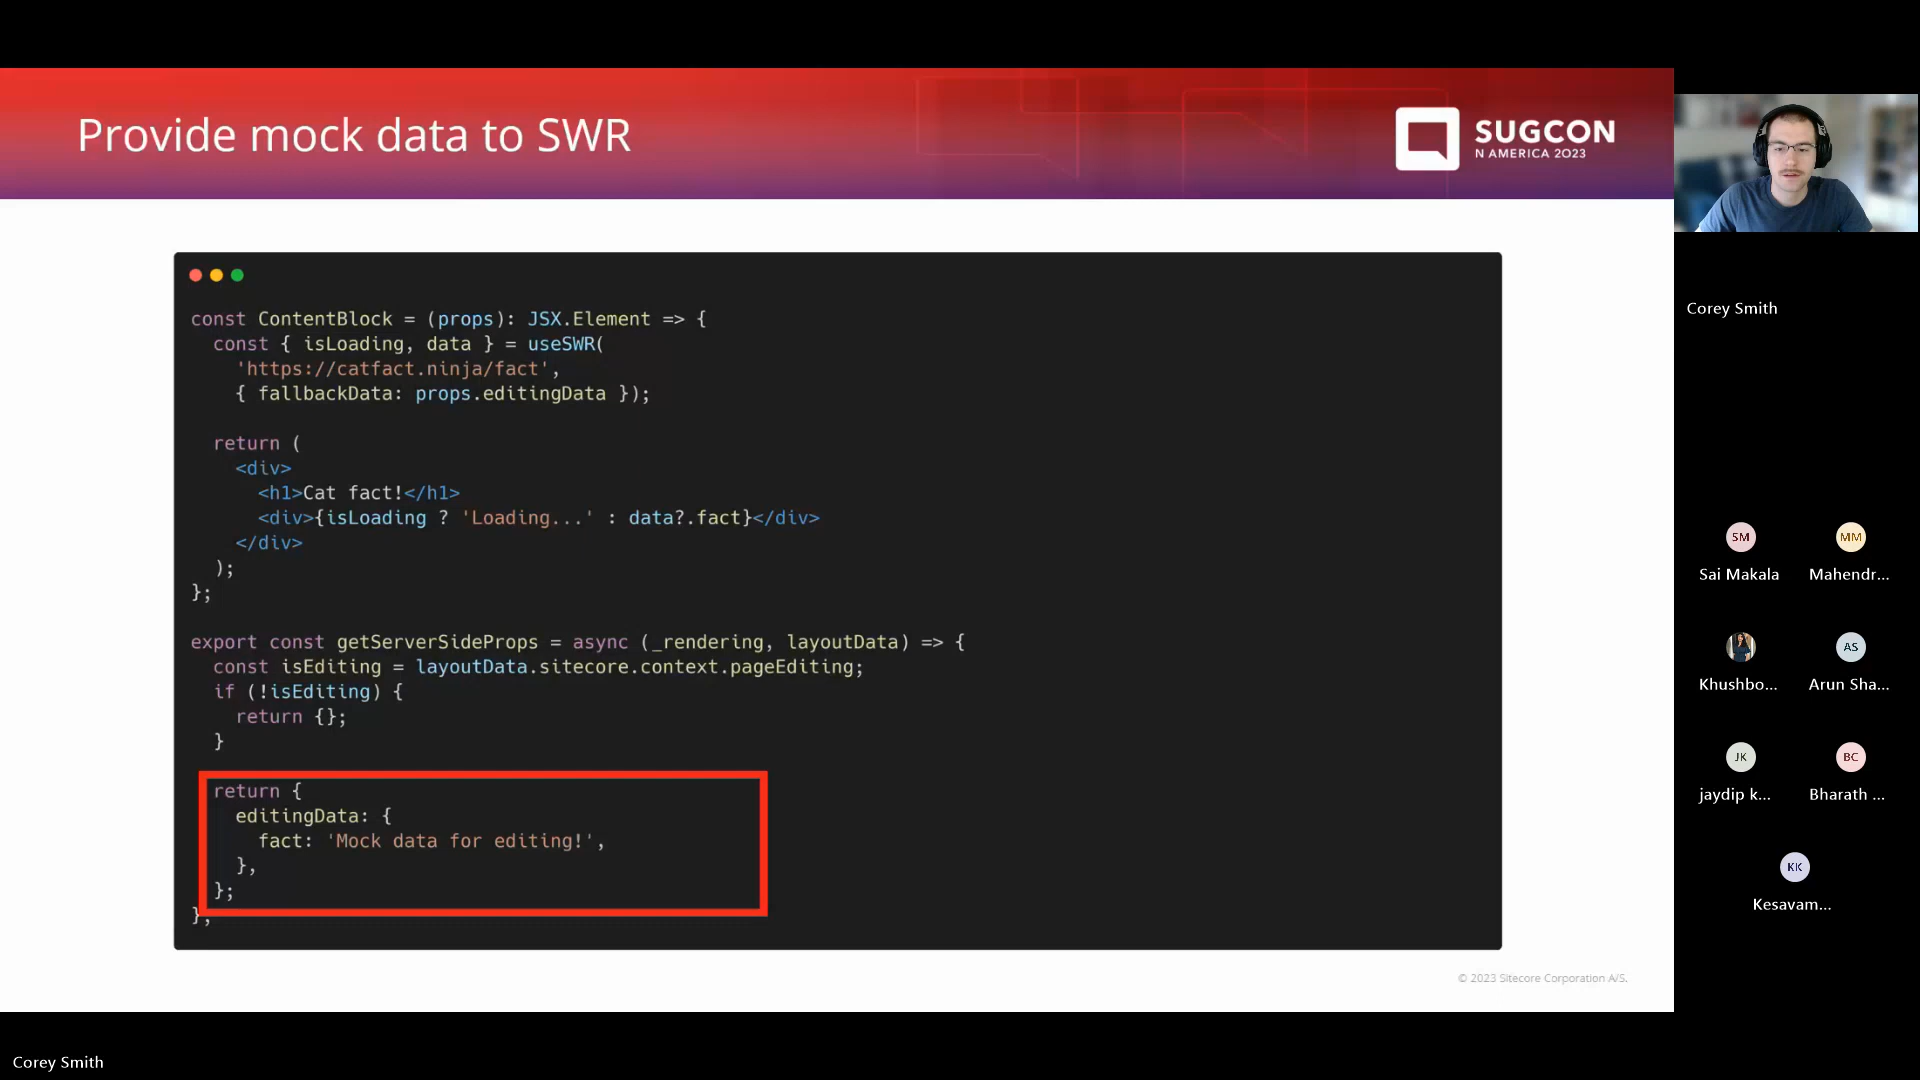 Provide mock data to SWR
SUGCON
N AMERICA 2023
const ContentBlock = (props): JSX.Element => {
  const { isLoading, data } = useSWR(
    'https://catfact.ninja/fact',
    { fallbackData: props.editingData });
  return (
    <div>
      <h1>Cat fact!</h1>
      <div>{isLoading ? 'Loading...' : data?.fact}</div>
    </div>
  );
};
export const getServerSideProps = async (_rendering, layoutData) => {
  const isEditing = layoutData.sitecore.context.pageEditing;
  if (!isEditing) {
    return {};
  }
  return {
    editingData: {
      fact: 'Mock data for editing!',
    },
  };
};
© 2023 Sitecore Corporation A/S.
Corey Smith
SM
MM
Sai Makala
Mahendr...
AS
Khushbo...
Arun Sha...
JK
BC
jaydip k...
Bharath ...
KK
Kesavam...
Corey Smith